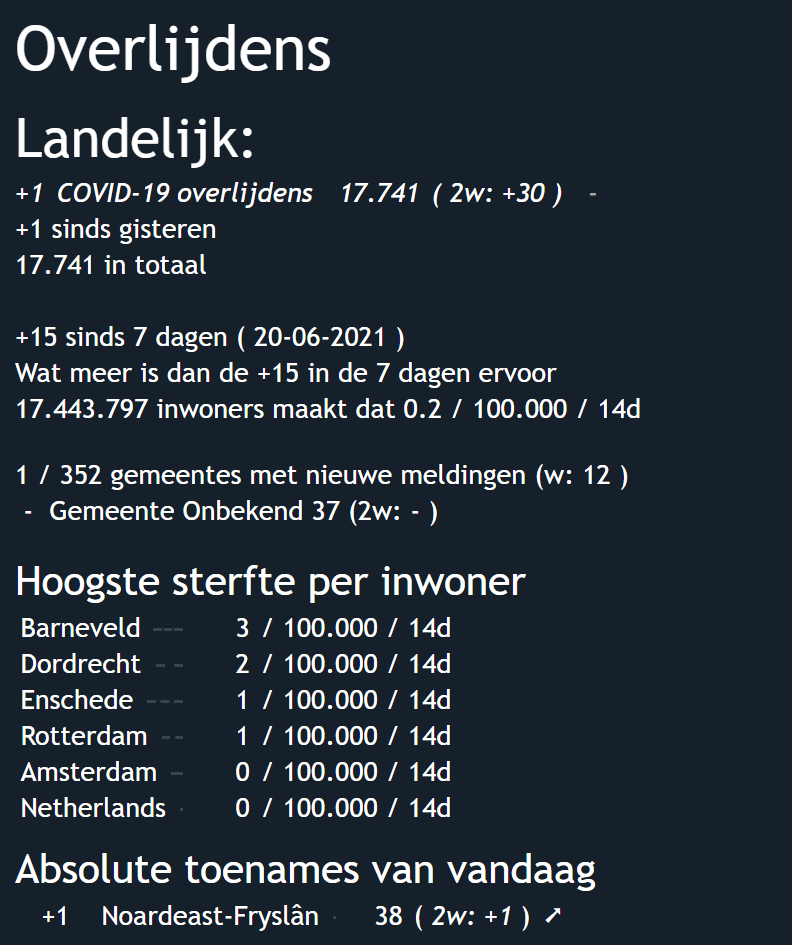 Overlijdens
Landelijk:
+1 COVID-19 overlijdens 17.741 ( 2w: +30 ) -
+1 sinds gisteren
17.741 in totaal
+15 sinds 7 dagen ( 20-06-2021 )
Wat meer is dan de +15 in de 7 dagen ervoor
17.443.797 inwoners maakt dat 0.2 / 100.000 / 14d
1 / 352 gemeentes met nieuwe meldingen (w: 12 )
- Gemeente Onbekend 37 (2w: - )
Hoogste sterfte per inwoner
Barneveld --- 3 / 100.000 / 14d
Dordrecht - - 2 / 100.000 / 14d
Enschede --- 1 / 100.000 / 14d
Rotterdam -- 1 / 100.000 / 14d
Amsterdam - 0 / 100.000 / 14d
Netherlands · 0 / 100.000 / 14d
Absolute toenames van vandaag
+1 Noardeast-Fryslân · 38 ( 2w: +1 ) ➚